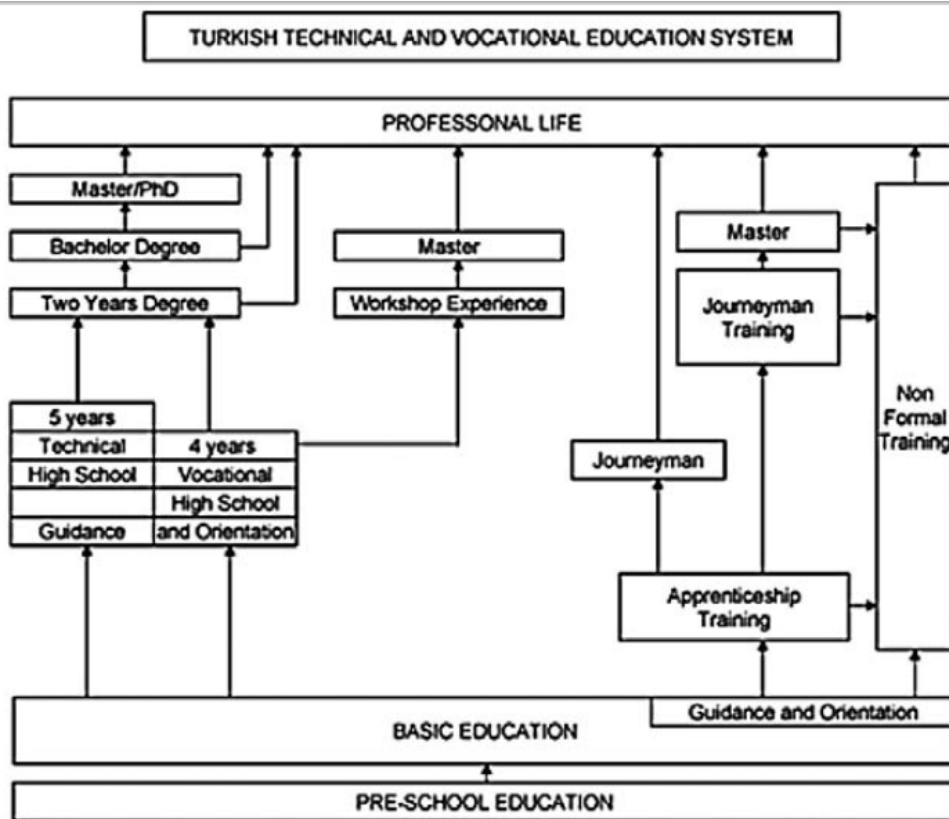 TURKISH TECHNICAL AND VOCATIONAL EDUCATION SYSTEM
PROFESSONAL LIFE
Master/PhD
Bachelor Degree
Two Years Degree
5 years
Technical
High School
Guidance
4 years
Vocational
High School
and Orientation
Master
Workshop Experience
Journeyman
Master
Journeyman
Training
Apprenticeship
Training
Non
Formal
Training
Guidance and Orientation
BASIC EDUCATION
PRE-SCHOOL EDUCATION